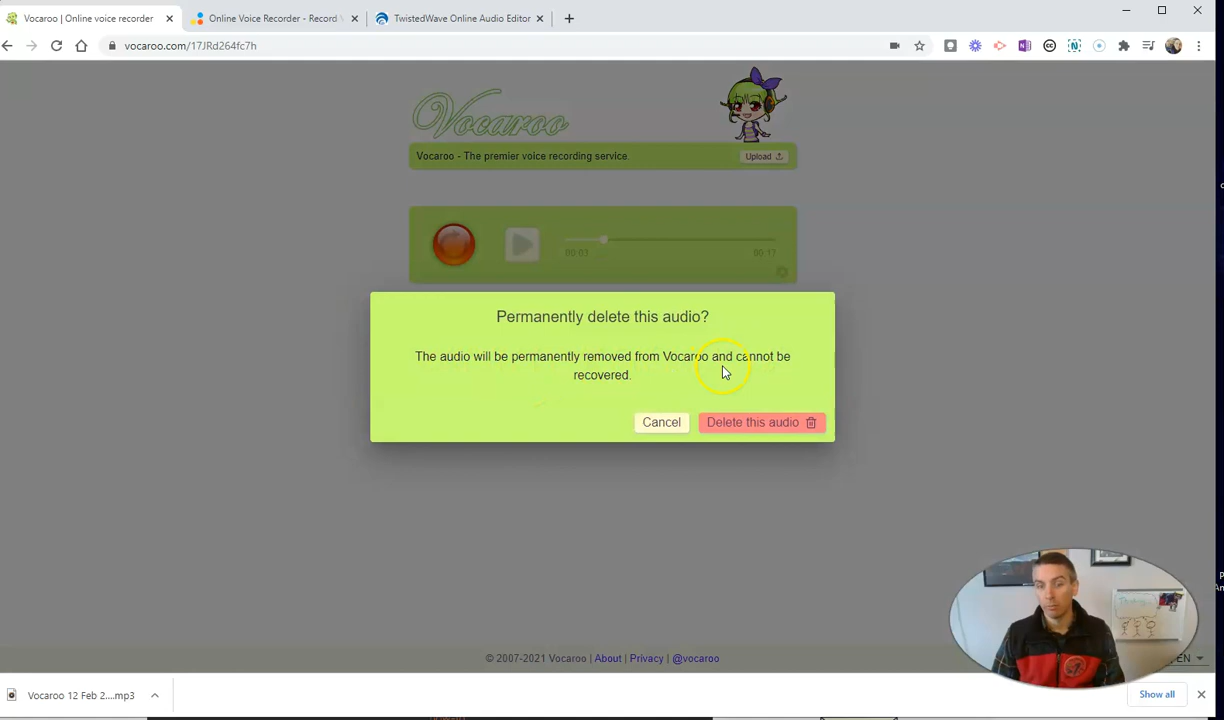 Vocaroo | Online voice recorder
Online Voice Recorder - Record
TwistedWave Online Audio Editor
vocaroo.com/17JRd264fc7h
Vocaroo
Vocaroo - The premier voice recording service.
Upload
00:03
00:17
Permanently delete this audio?
The audio will be permanently removed from Vocaroo and cannot be
recovered.
Cancel
Delete this audio
© 2007-2021 Vocaroo | About | Privacy | @vocaroo
EN
Vocaroo 12 Feb 2....mp3
Show all